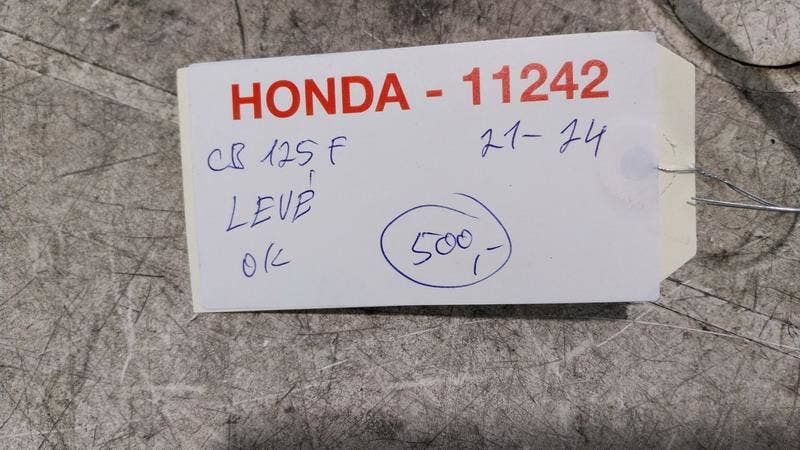 HONDA - 11242
CB 125 F 21-24
LEVÉ
OK 500,-